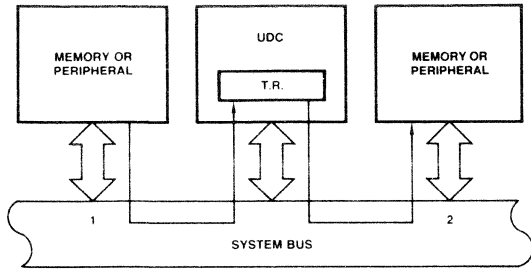 MEMORY OR
PERIPHERAL
UDC
T.R.
MEMORY OR
PERIPHERAL
1
2
SYSTEM BUS